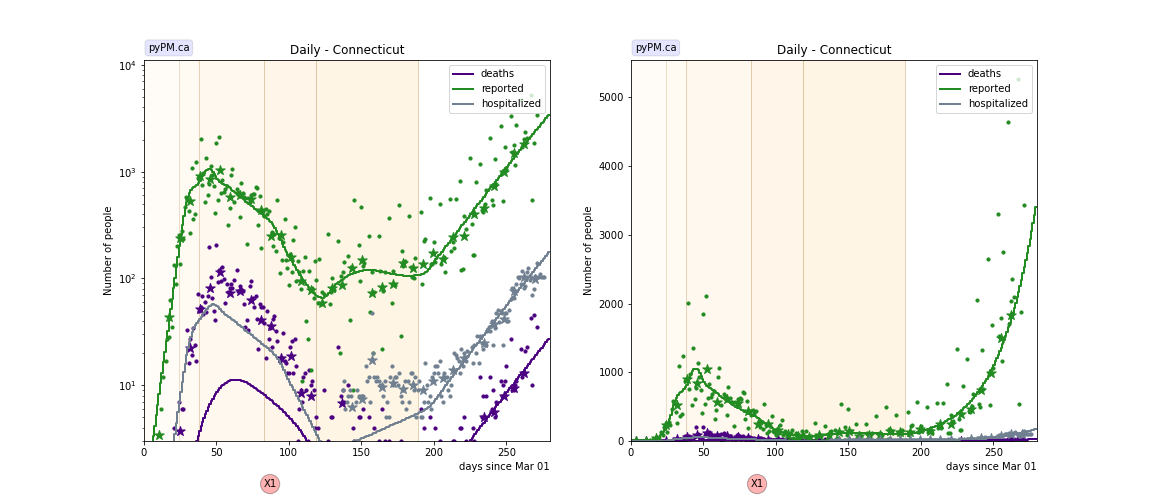 pyPM.ca
Daily - Connecticut
deaths
reported
hospitalized
Number of people
10⁴
10³
10²
10¹
0
50
100
150
200
250
days since Mar 01
X1
pyPM.ca
Daily - Connecticut
deaths
reported
hospitalized
Number of people
5000
4000
3000
2000
1000
0
0
50
100
150
200
250
days since Mar 01
X1